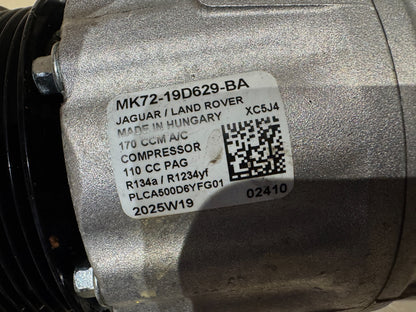 MK72-19D629-BA
JAGUAR / LAND ROVER XC5J4
MADE IN HUNGARY
170 CCM A/C
COMPRESSOR
110 CC PAG
R134a / R1234yf
PLCA500D6YFG01
2025W19 02410